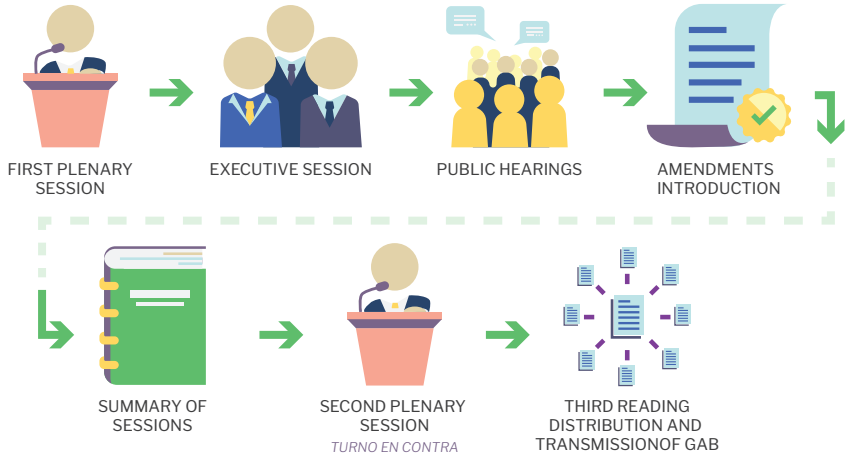 FIRST PLENARY
SESSION
EXECUTIVE SESSION
PUBLIC HEARINGS
AMENDMENTS
INTRODUCTION
SUMMARY OF
SESSIONS
SECOND PLENARY
SESSION
TURNO EN CONTRA
THIRD READING
DISTRIBUTION AND
TRANSMISSIONOF GAB